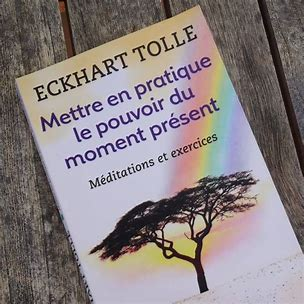 ECKHART TOLLE
Mettre en pratique
le pouvoir du
moment présent
Méditations et exercices